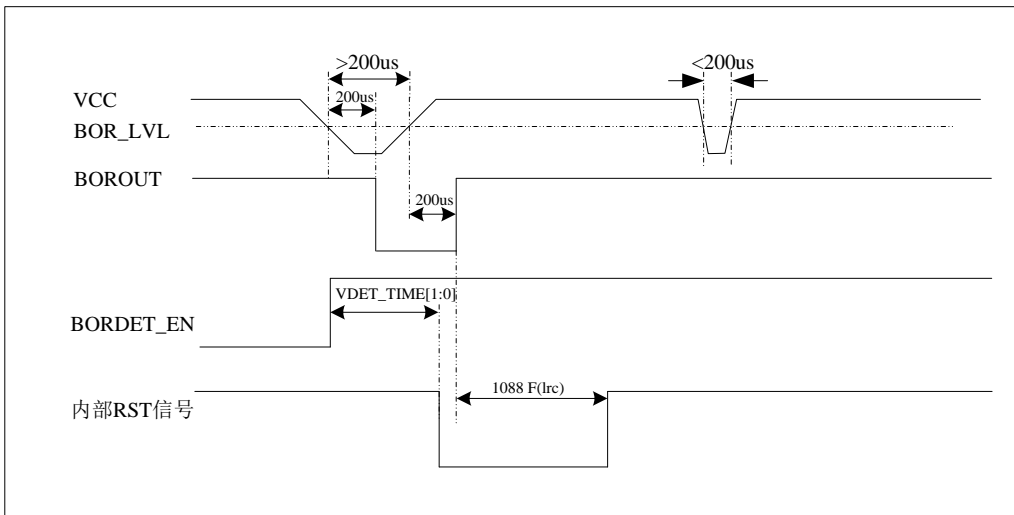 >200us
<200us
VCC
200us
BOR_LVL
BOROUT
200us
VDET_TIME[1:0]
BORDET_EN
1088 F(lrc)
内部RST信号